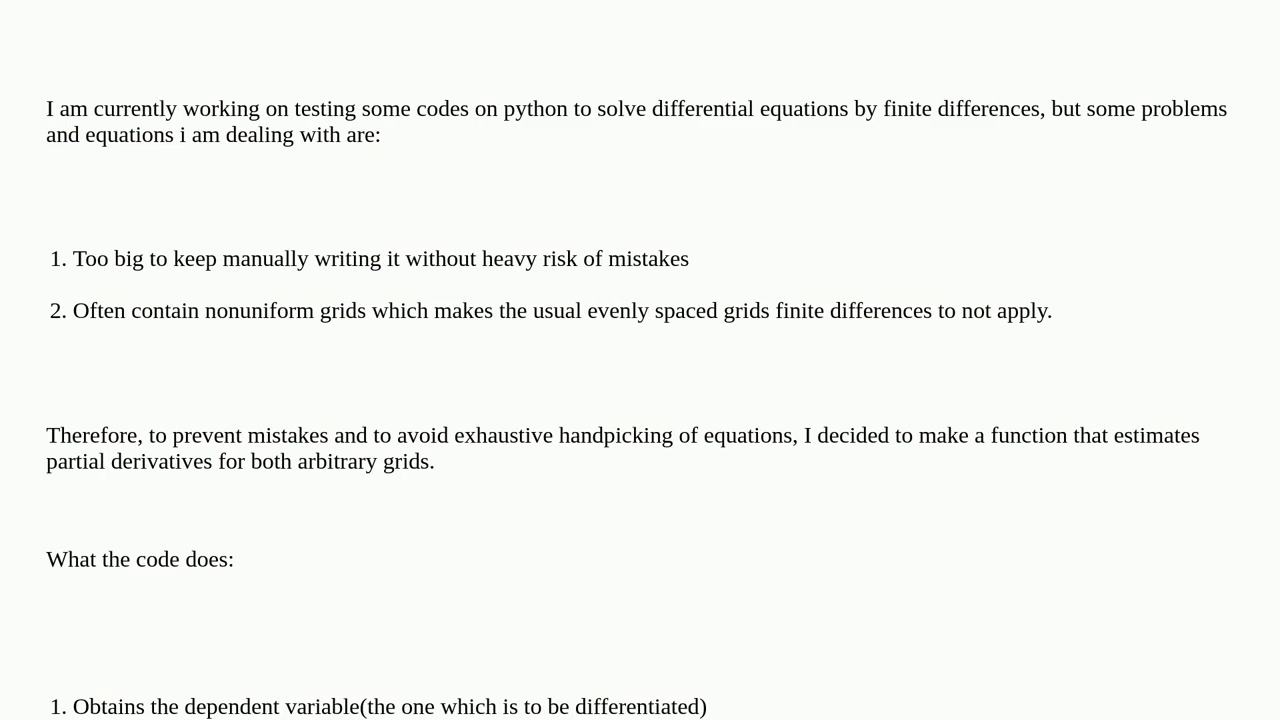 I am currently working on testing some codes on python to solve differential equations by finite differences, but some problems
and equations i am dealing with are:
1. Too big to keep manually writing it without heavy risk of mistakes
2. Often contain nonuniform grids which makes the usual evenly spaced grids finite differences to not apply.
Therefore, to prevent mistakes and to avoid exhaustive handpicking of equations, I decided to make a function that estimates
partial derivatives for both arbitrary grids.
What the code does:
1. Obtains the dependent variable(the one which is to be differentiated)